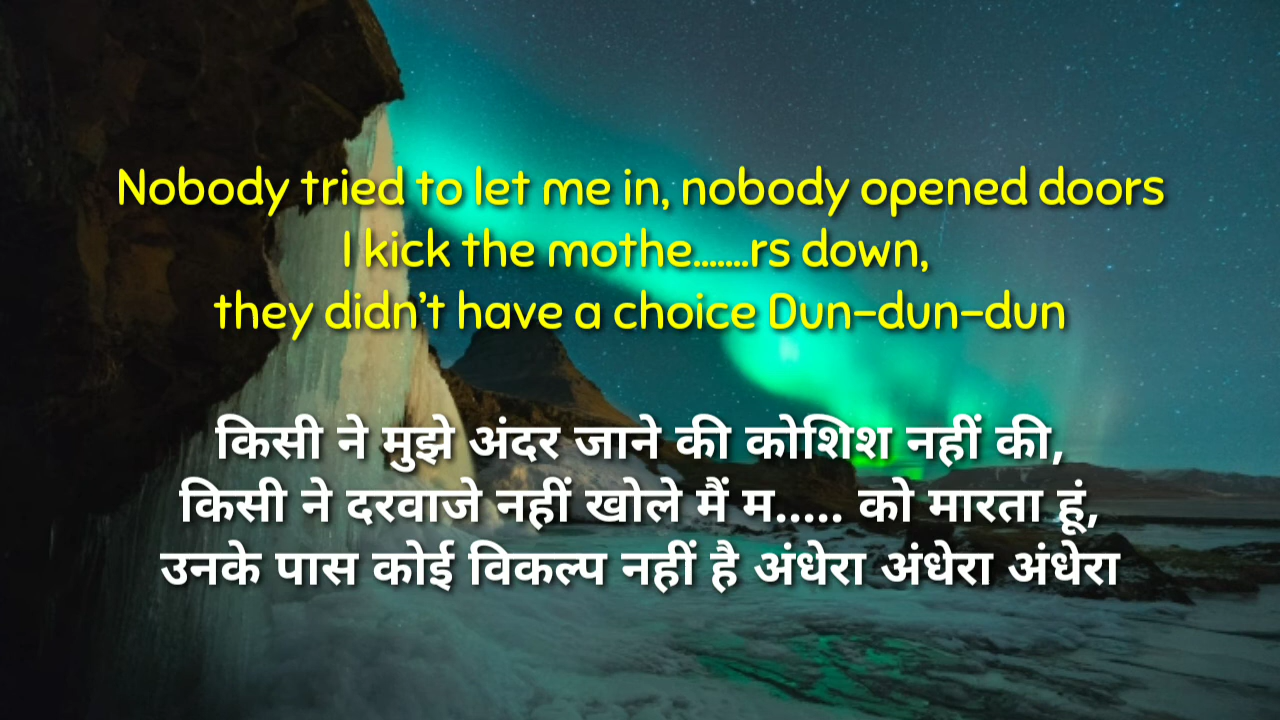 Nobody tried to let me in, nobody opened doors
I kick the mothe.......rs down,
they didn’t have a choice Dun-dun-dun
किसी ने मुझे अंदर जाने की कोशिश नहीं की,
किसी ने दरवाजे नहीं खोले मैं म..... को मारता हूं,
उनके पास कोई विकल्प नहीं है अंधेरा अंधेरा अंधेरा